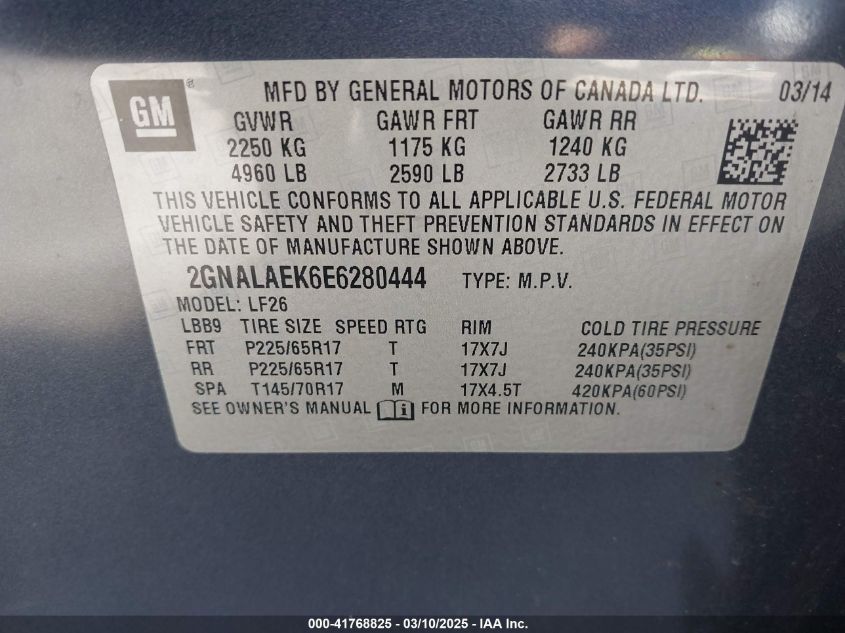 GM ®
MFD BY GENERAL MOTORS OF CANADA LTD. 03/14
GVWR GAWR FRT GAWR RR
2250 KG 1175 KG 1240 KG
4960 LB 2590 LB 2733 LB
THIS VEHICLE CONFORMS TO ALL APPLICABLE U.S. FEDERAL MOTOR
VEHICLE SAFETY AND THEFT PREVENTION STANDARDS IN EFFECT ON
THE DATE OF MANUFACTURE SHOWN ABOVE.
2GNALAEK6E6280444 TYPE: M.P.V.
MODEL: LF26
LBB9 TIRE SIZE SPEED RTG RIM COLD TIRE PRESSURE
FRT P225/65R17 T 17X7J 240KPA(35PSI)
RR P225/65R17 T 17X7J 240KPA(35PSI)
SPA T145/70R17 M 17X4.5T 420KPA(60PSI)
SEE OWNER'S MANUAL i FOR MORE INFORMATION.
000-41768825 - 03/10/2025 - IAA Inc.